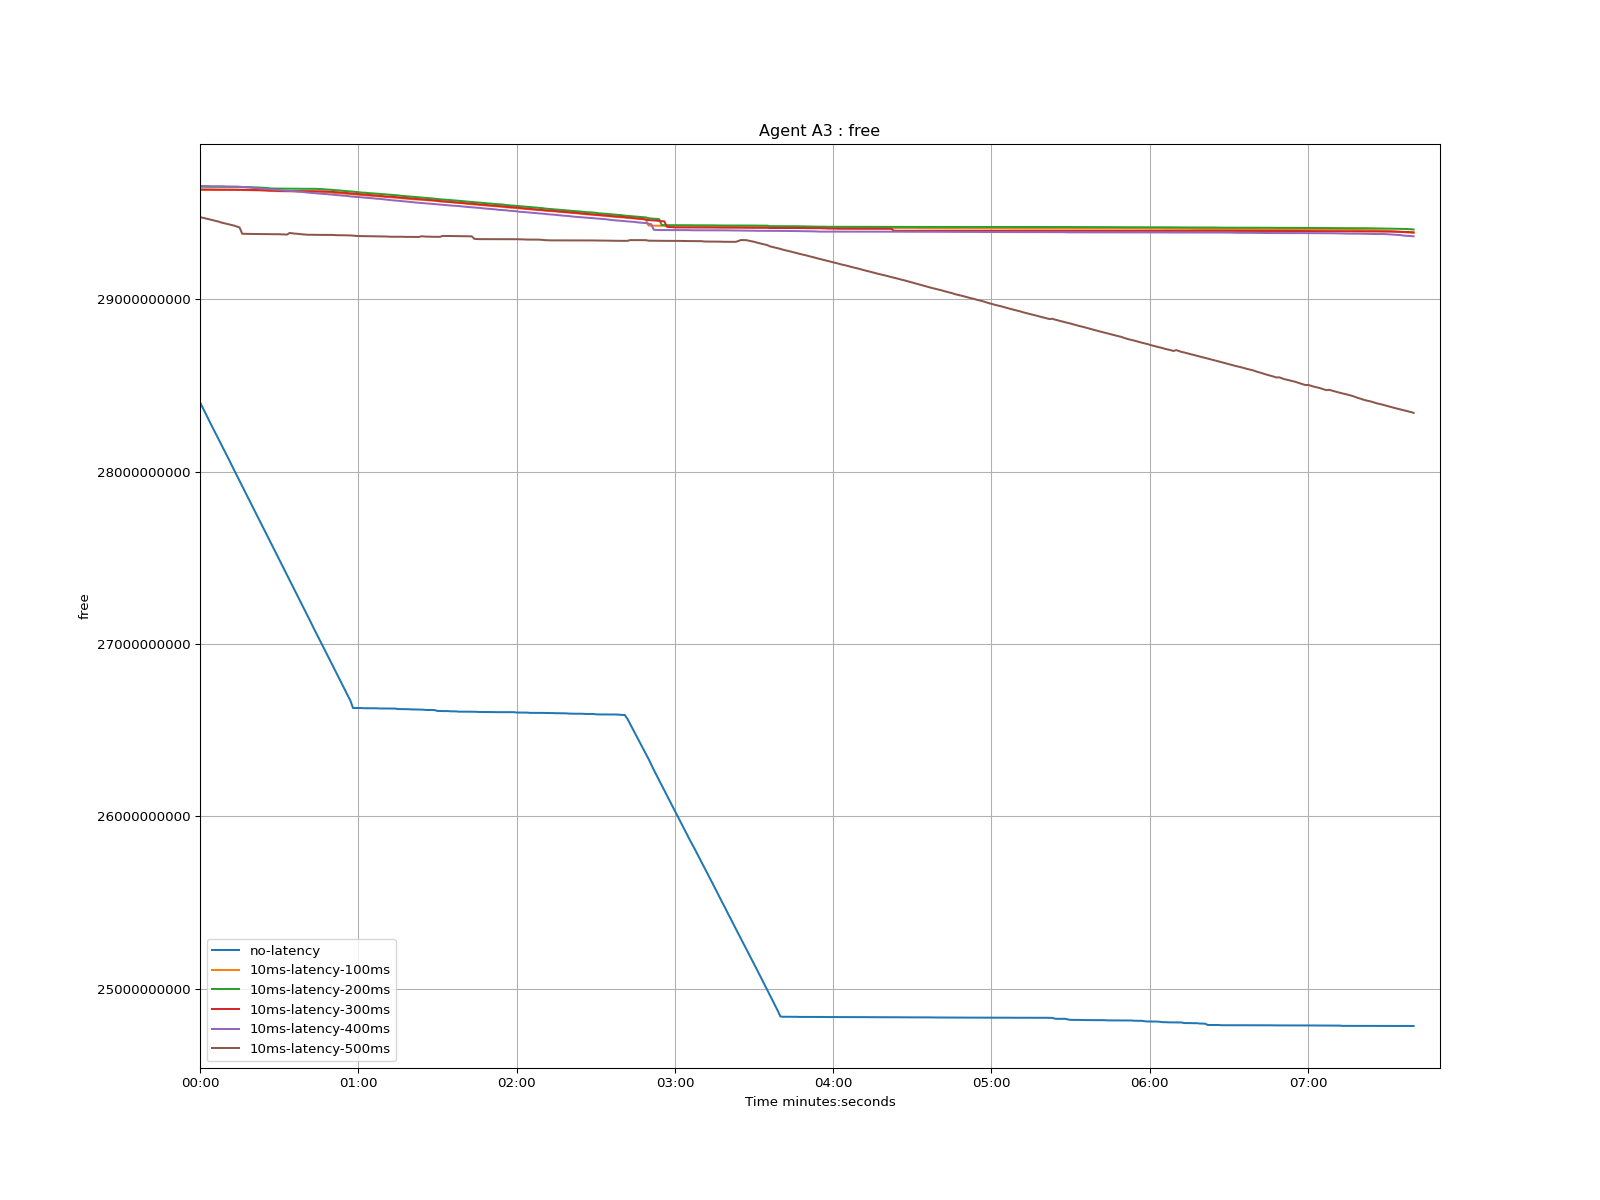 Agent A3 : free
free
29000000000
28000000000
27000000000
26000000000
25000000000
no-latency
10ms-latency-100ms
10ms-latency-200ms
10ms-latency-300ms
10ms-latency-400ms
10ms-latency-500ms
00:00 01:00 02:00 03:00 04:00 05:00 06:00 07:00
Time minutes:seconds